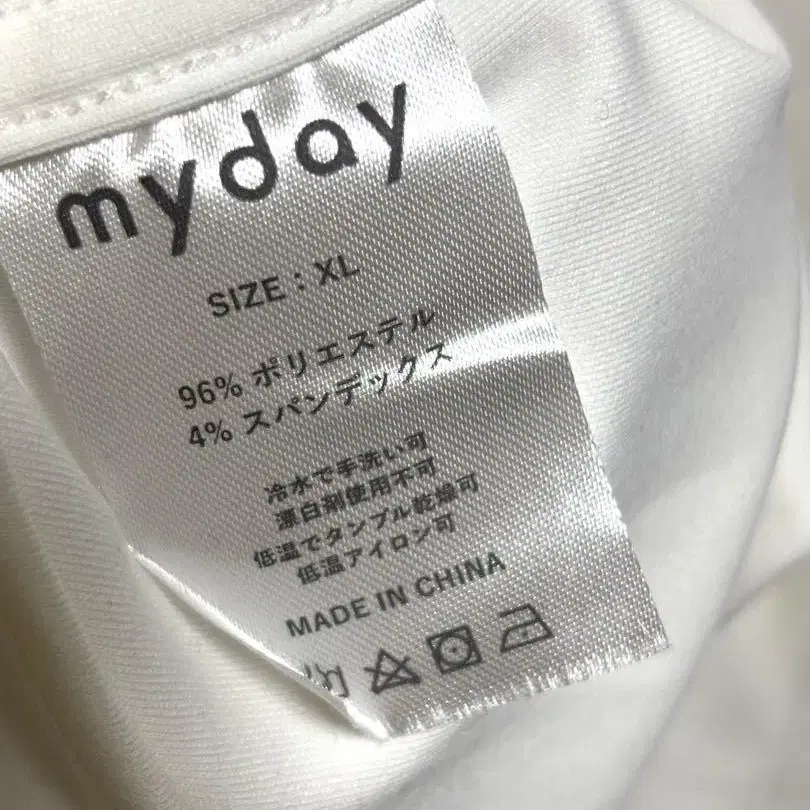 myday
SIZE : XL
96% ポリエステル
4% スパンデックス
冷水で手洗い可
漂白剤使用不可
低温でタンブル乾燥可
低温アイロン可
MADE IN CHINA